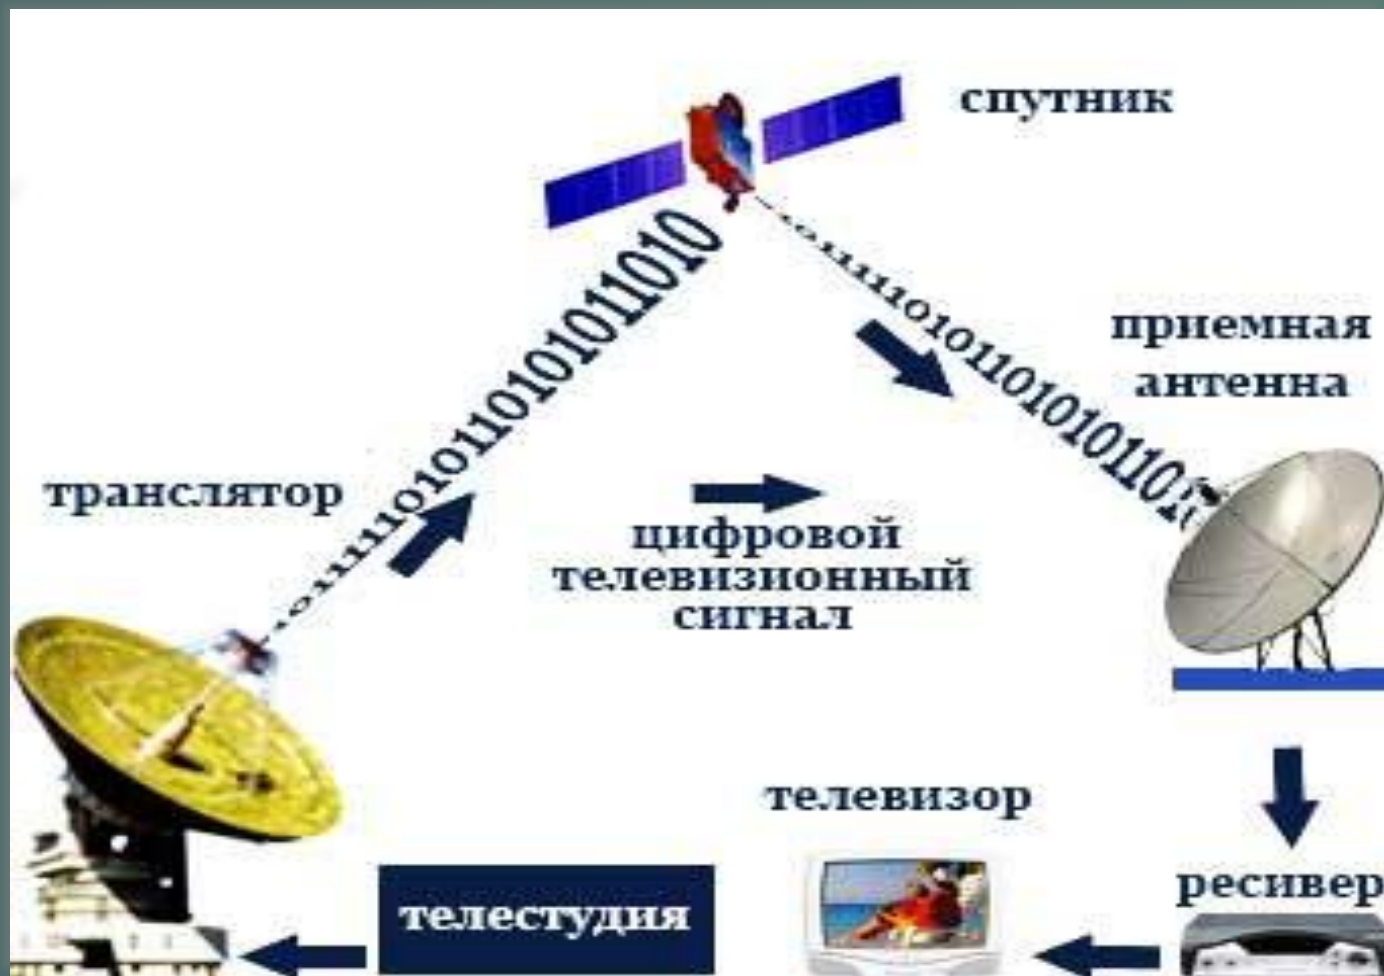 спутник
приемная
антенна
транслятор
цифровой
телевизионный
сигнал
телевизор
ресивер
телестудия